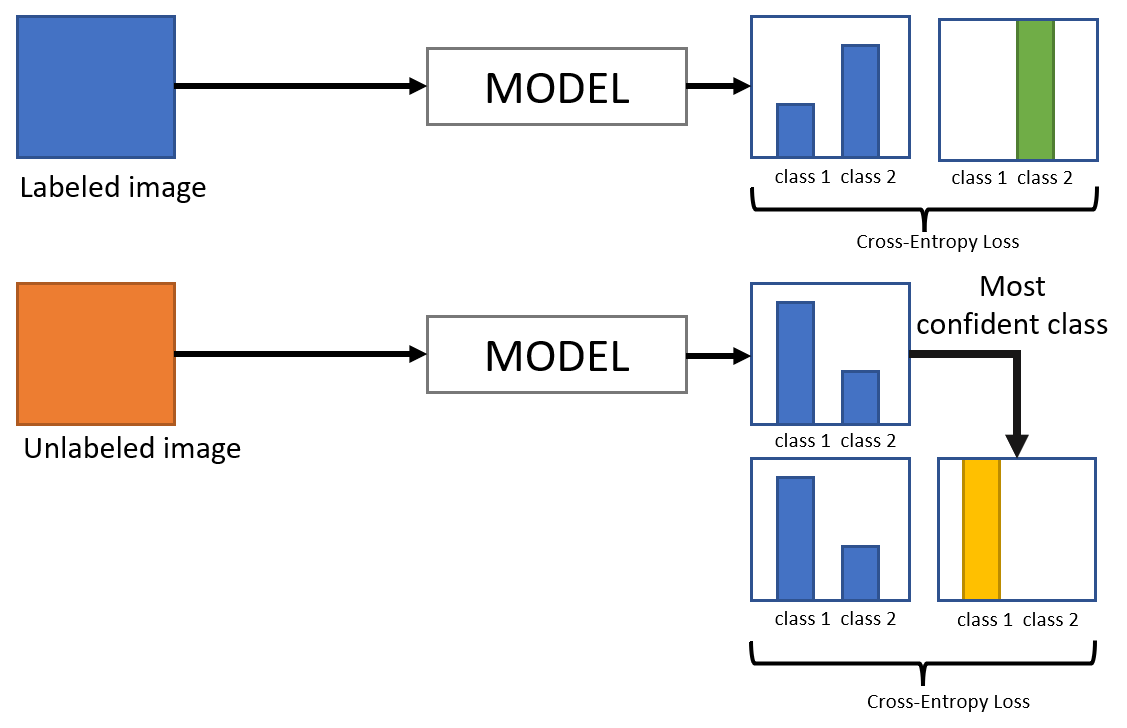 MODEL
Labeled image
class 1 class 2
class 1 class 2
Cross-Entropy Loss
Most
confident class
MODEL
Unlabeled image
class 1 class 2
class 1 class 2
class 1 class 2
Cross-Entropy Loss